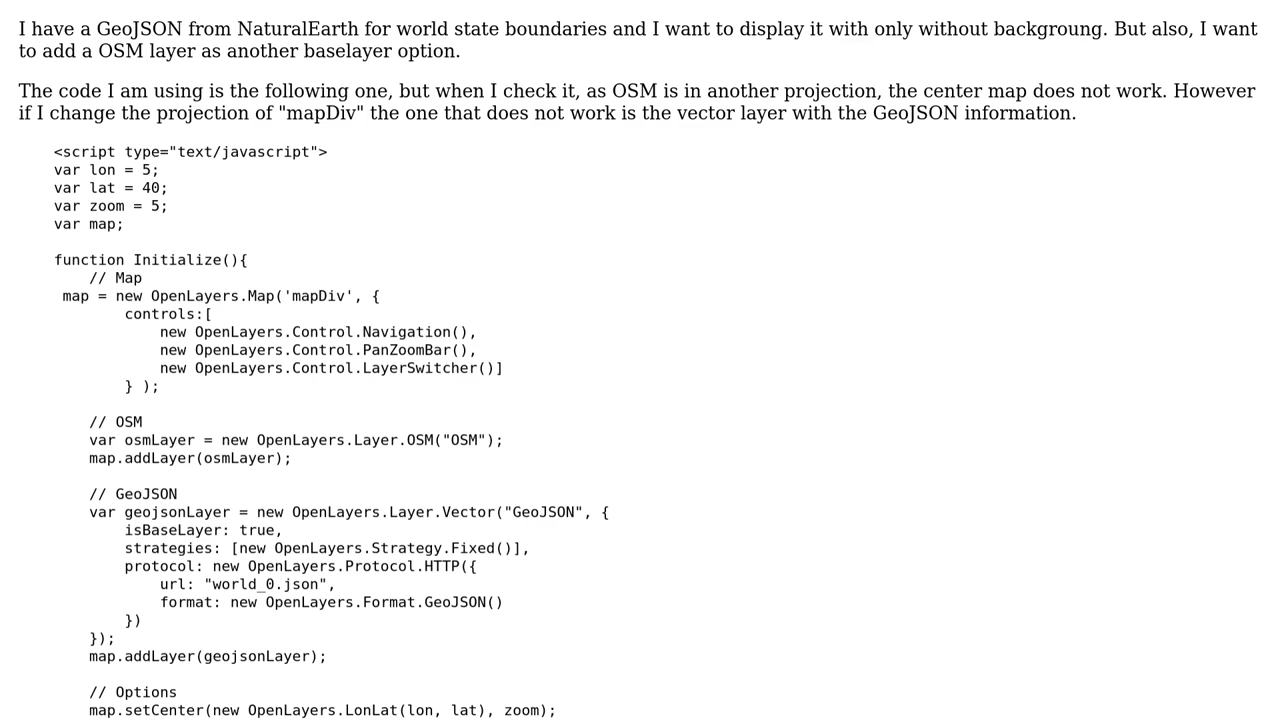 I have a GeoJSON from NaturalEarth for world state boundaries and I want to display it with only without backgroung. But also, I want
to add a OSM layer as another baselayer option.
The code I am using is the following one, but when I check it, as OSM is in another projection, the center map does not work. However
if I change the projection of "mapDiv" the one that does not work is the vector layer with the GeoJSON information.
<script type="text/javascript">
var lon = 5;
var lat = 40;
var zoom = 5;
var map;
function Initialize(){
    // Map
 map = new OpenLayers.Map('mapDiv', {
        controls:[
            new OpenLayers.Control.Navigation(),
            new OpenLayers.Control.PanZoomBar(),
            new OpenLayers.Control.LayerSwitcher()]
        } );
    // OSM
    var osmLayer = new OpenLayers.Layer.OSM("OSM");
    map.addLayer(osmLayer);
    // GeoJSON
    var geojsonLayer = new OpenLayers.Layer.Vector("GeoJSON", {
        isBaseLayer: true,
        strategies: [new OpenLayers.Strategy.Fixed()],
        protocol: new OpenLayers.Protocol.HTTP({
            url: "world_0.json",
            format: new OpenLayers.Format.GeoJSON()
        })
    });
    map.addLayer(geojsonLayer);
    // Options
    map.setCenter(new OpenLayers.LonLat(lon, lat), zoom);